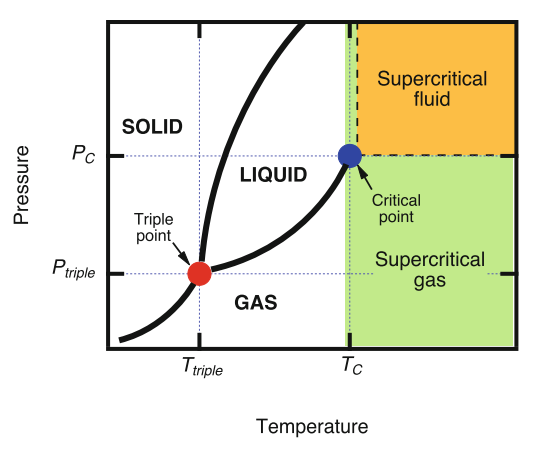 Supercritical
fluid
SOLID
P_C
LIQUID
Critical
point
Pressure
Triple
point
Supercritical
gas
P_triple
GAS
T_triple
T_C
Temperature